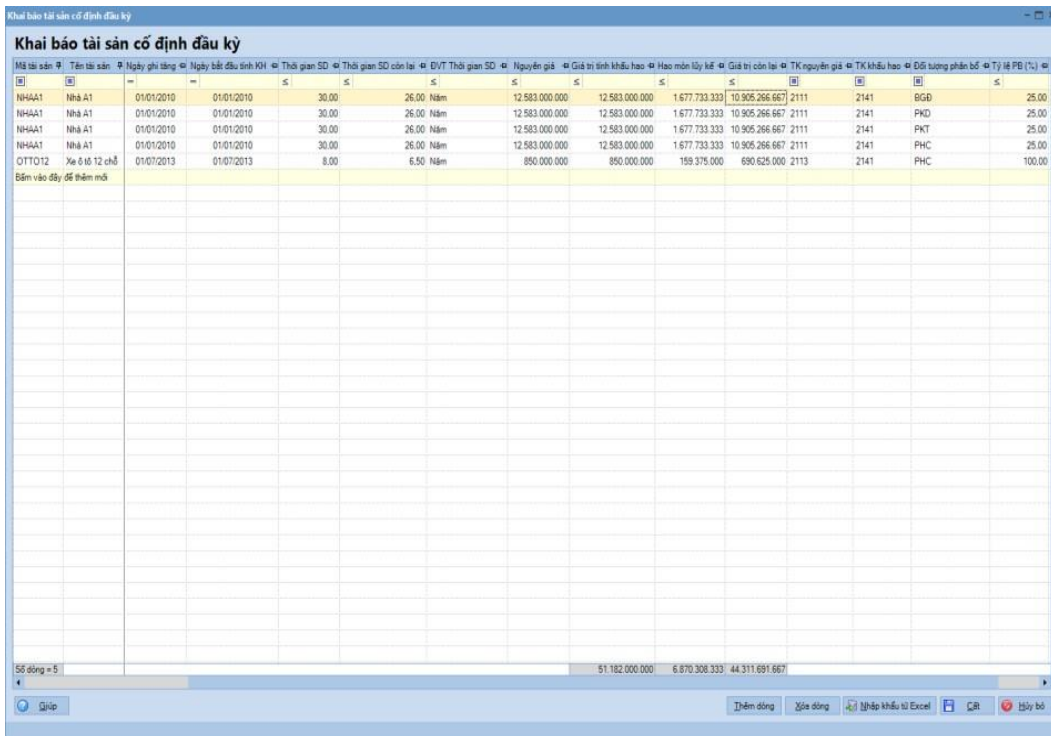 Khai báo tài sản cố định đầu kỳ
Khai báo tài sản cố định đầu kỳ
Mã tài sản Tên tài sản Ngày ghi tăng Ngày bắt đầu tính KH Thời gian SD Thời gian SD còn lại ĐVT Thời gian SD Nguyên giá Giá trị tính khấu hao Hao mòn lũy kế Giá trị còn lại TK nguyên giá TK khấu hao Đối tượng phân bổ Tỷ lệ PB (%)
= = ≤ ≤ ≤ ≤ ≤ ≤ ≤ ≤
NHAA1 Nhà A1 01/01/2010 01/01/2010 30,00 26,00 Năm 12.583.000.000 12.583.000.000 1.677.733.333 10.905.266.667 2111 2141 BGĐ 25,00
NHAA1 Nhà A1 01/01/2010 01/01/2010 30,00 26,00 Năm 12.583.000.000 12.583.000.000 1.677.733.333 10.905.266.667 2111 2141 PKD 25,00
NHAA1 Nhà A1 01/01/2010 01/01/2010 30,00 26,00 Năm 12.583.000.000 12.583.000.000 1.677.733.333 10.905.266.667 2111 2141 PKT 25,00
NHAA1 Nhà A1 01/01/2010 01/01/2010 30,00 26,00 Năm 12.583.000.000 12.583.000.000 1.677.733.333 10.905.266.667 2111 2141 PHC 25,00
OTTO12 Xe ô tô 12 chỗ 01/07/2013 01/07/2013 8,00 6,50 Năm 850.000.000 850.000.000 159.375.000 690.625.000 2113 2141 PHC 100,00
Bấm vào đây để thêm mới
Số dòng = 5 51.182.000.000 6.870.308.333 44.311.691.667
Giúp Thêm dòng Xóa dòng Nhập khẩu từ Excel Cất Hủy bỏ